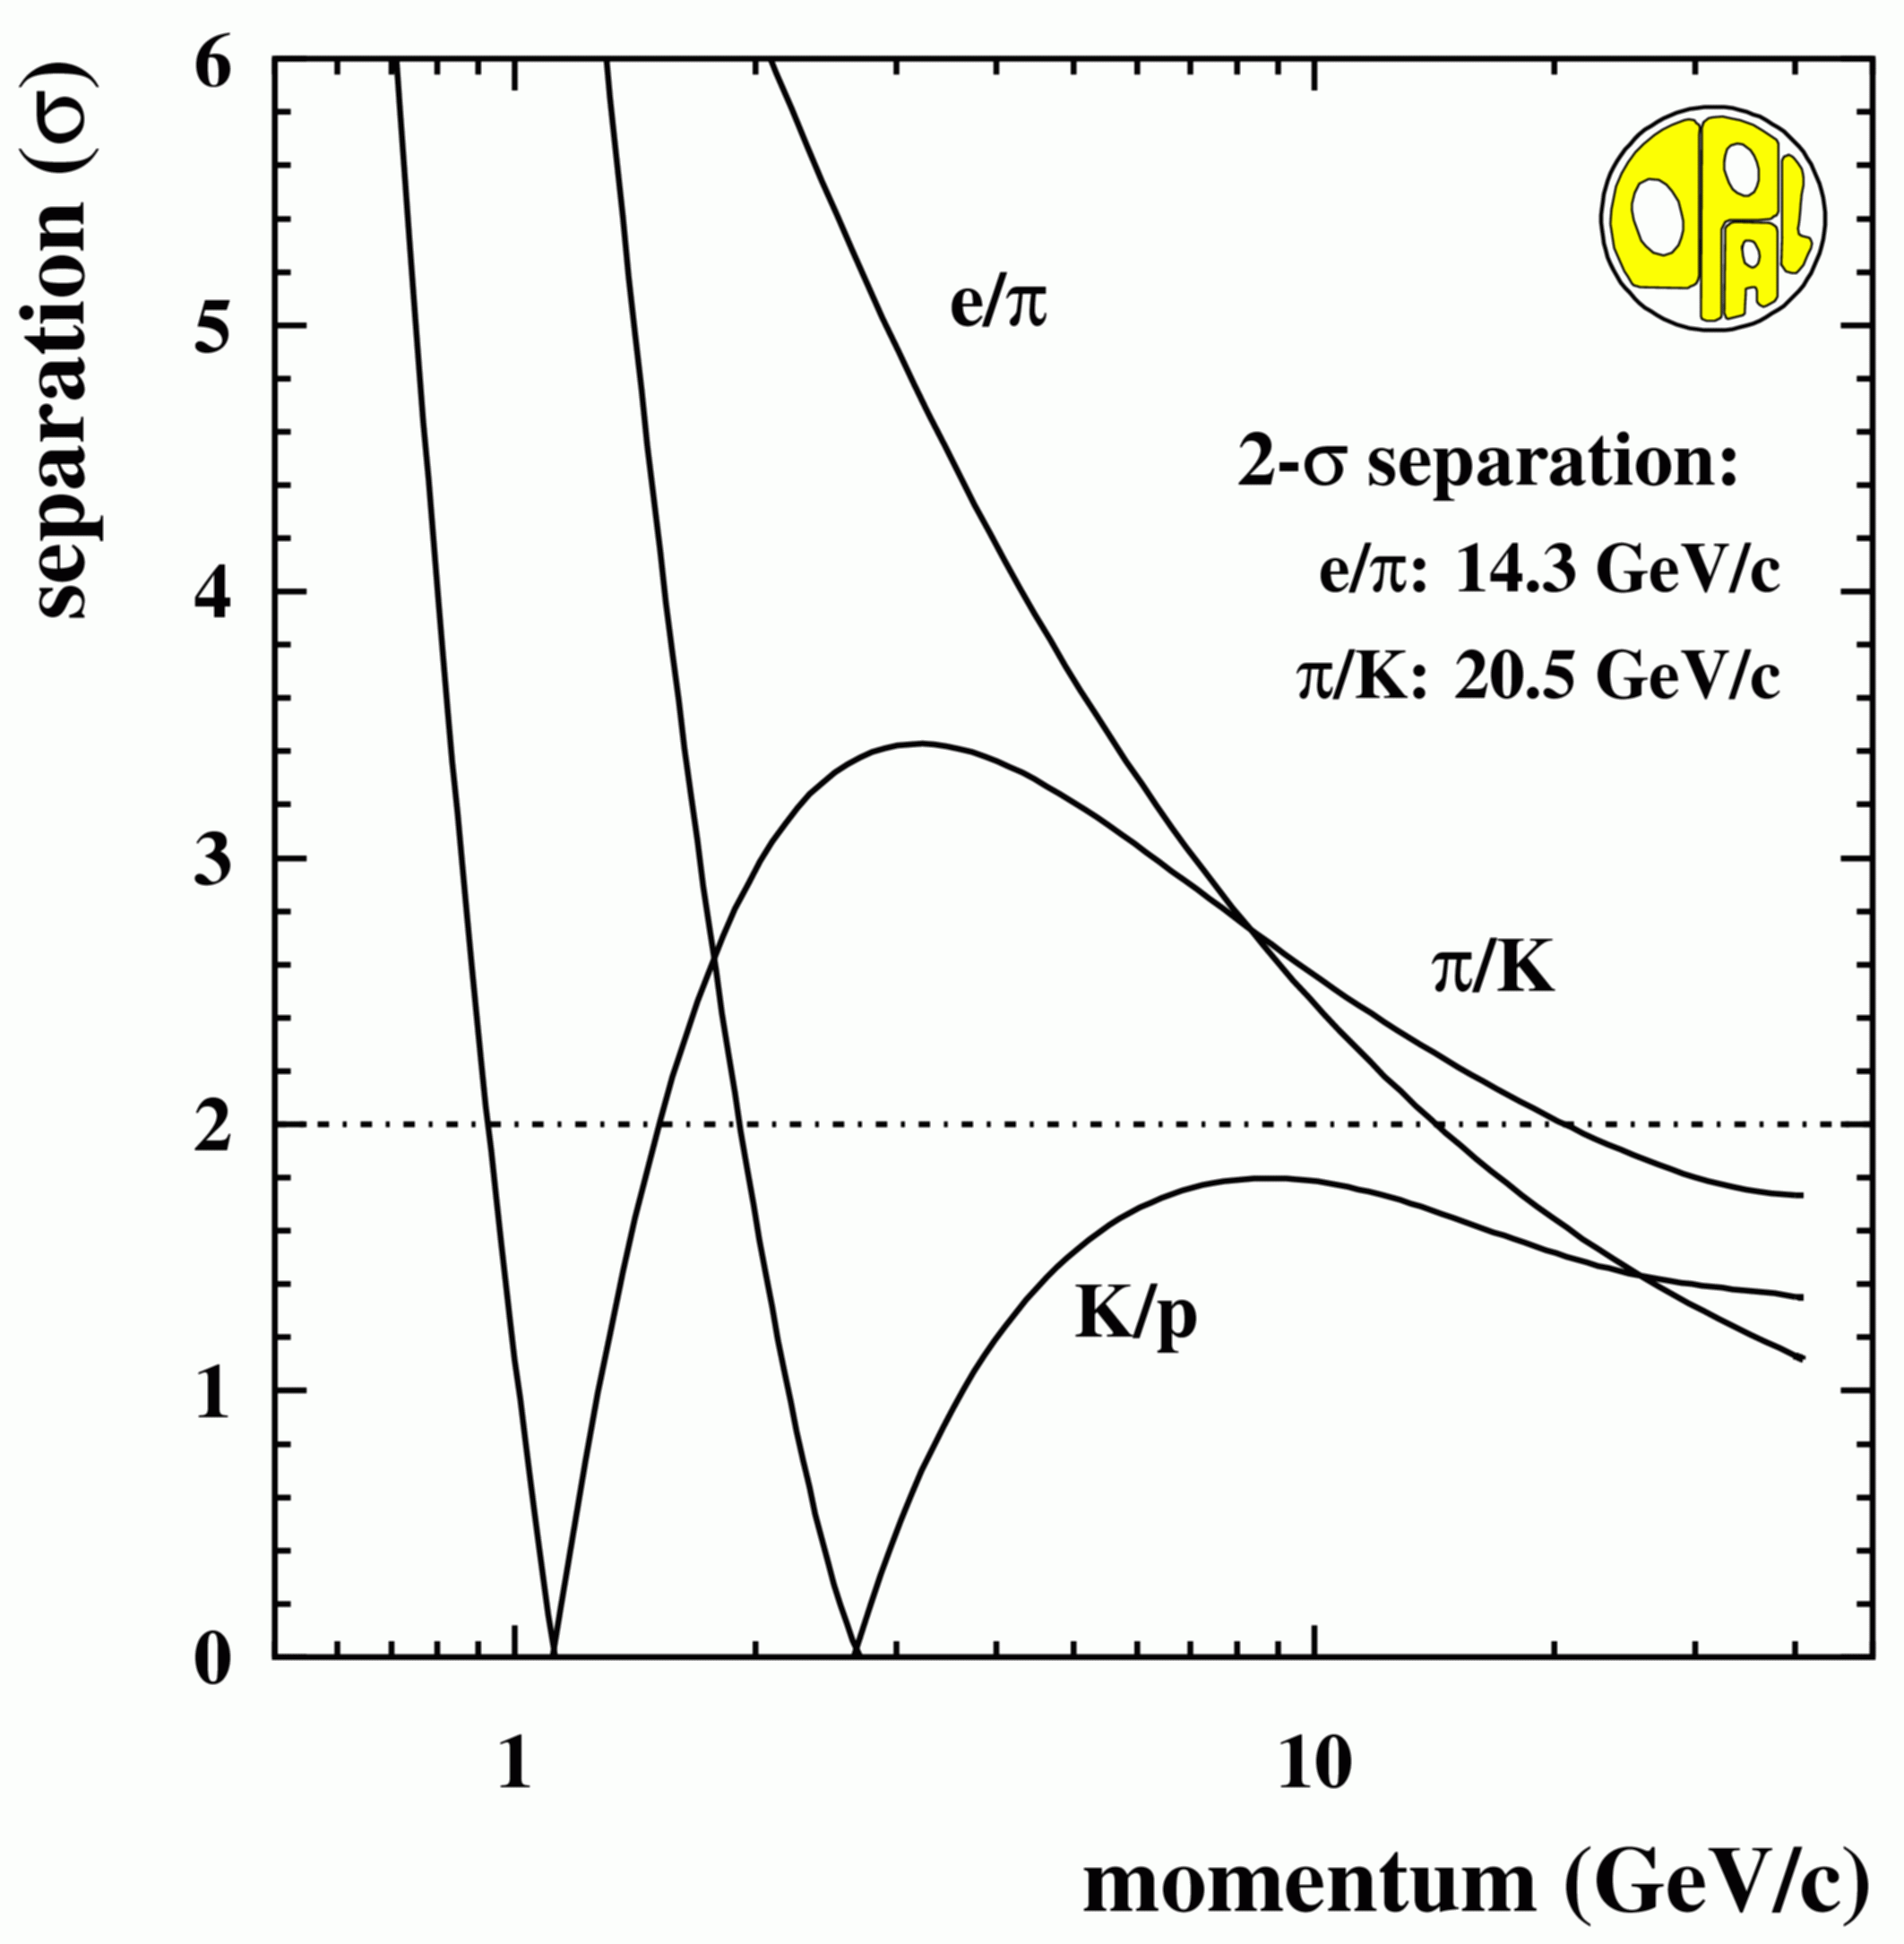 separation (σ)
6
5
4
3
2
1
0
OPAL
e/π
2-σ separation:
e/π: 14.3 GeV/c
π/K: 20.5 GeV/c
π/K
K/p
1
10
momentum (GeV/c)